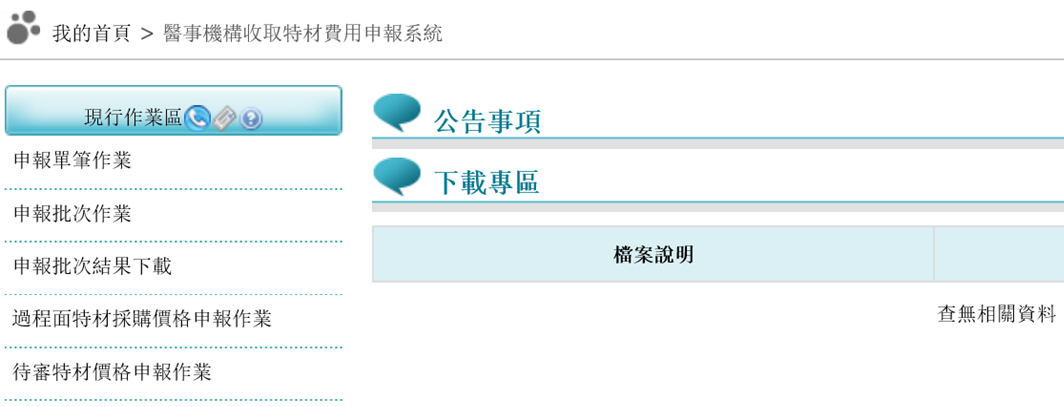 我的首頁 > 醫事機構收取特材費用申報系統
現行作業區
申報單筆作業
申報批次作業
申報批次結果下載
過程面特材採購價格申報作業
待審特材價格申報作業
公告事項
下載專區
檔案說明
查無相關資料